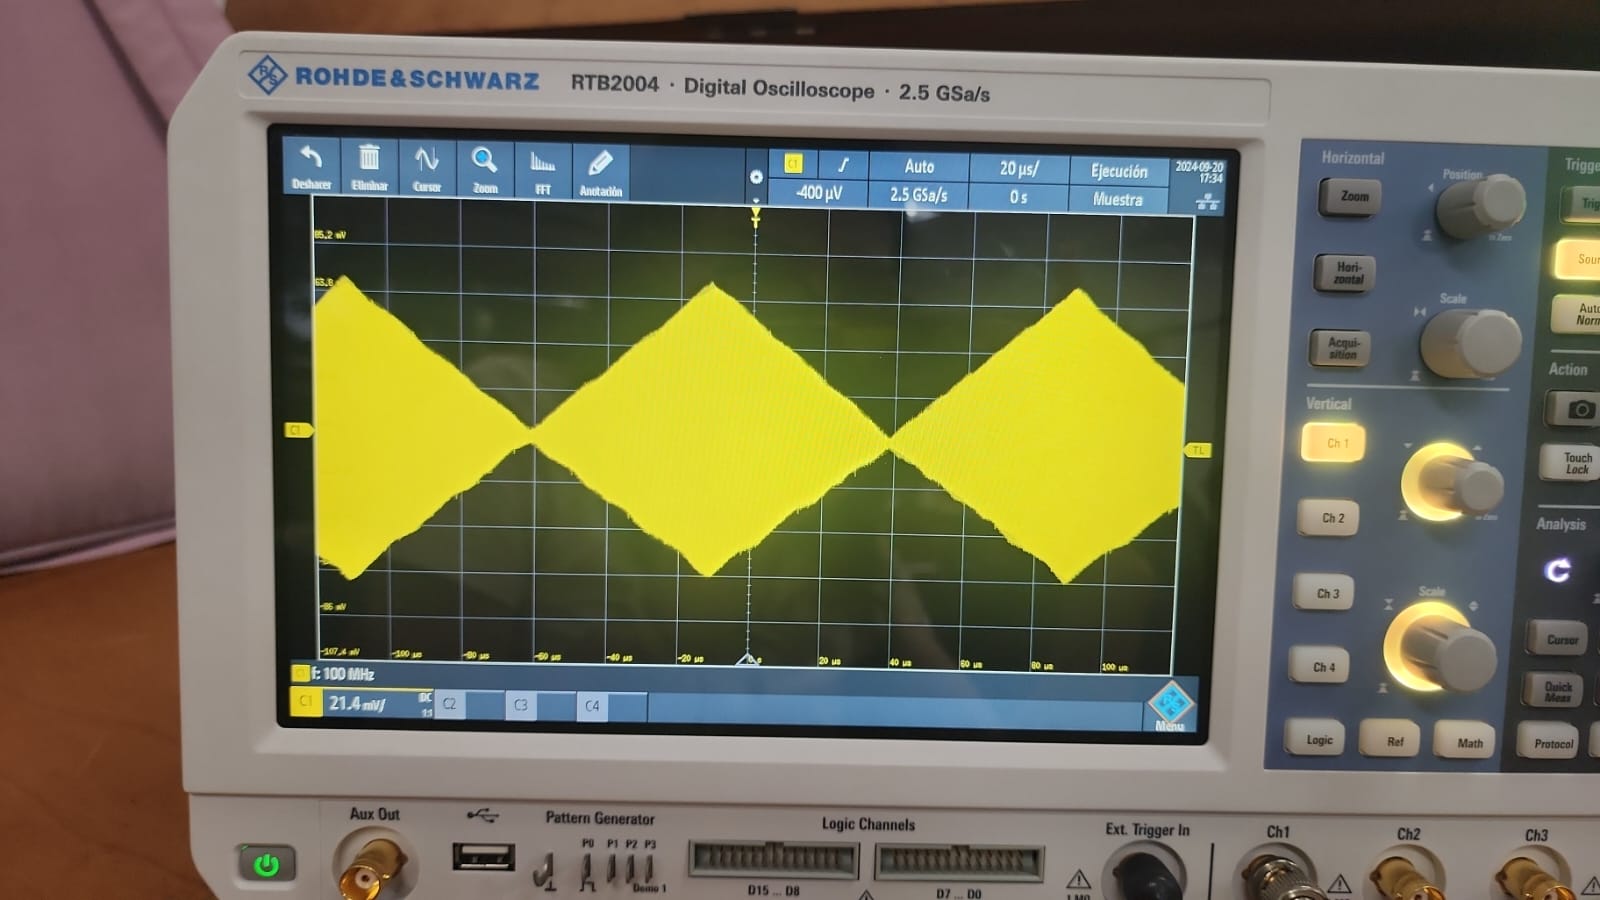 ROHDE&SCHWARZ RTB2004 · Digital Oscilloscope · 2.5 GSa/s
Deshacer Eliminar Cursor Zoom FFT Anotación
C1 Auto 20 µs/ Ejecución 2024-09-20
17:34
-400 µV 2.5 GSa/s 0 s Muestra
T
85.2 mV
C1
TL
-86 mV
-107.4 mV -100 µs -80 µs -60 µs -40 µs -20 µs 0 s 20 µs 40 µs 60 µs 80 µs 100 µs
f: 100 MHz
C1 21.4 mV/ DC
1:1
C2 C3 C4
Menu
Horizontal
Position
Zoom
Hori-
zontal
Scale
Acqui-
sition
Vertical
Ch 1
Ch 2
Ch 3
Scale
Ch 4
Logic Ref Math
Trigge
Trig
Sour
Auto
Norm
Action
Touch
Lock
Analysis
Cursor
Quick
Meas
Protocol
Aux Out
Pattern Generator
P0 P1 P2 P3
Demo 1
Logic Channels
D15 ... D8
D7 ... D0
Ext. Trigger In
1 MΩ
Ch1
Ch2
Ch3